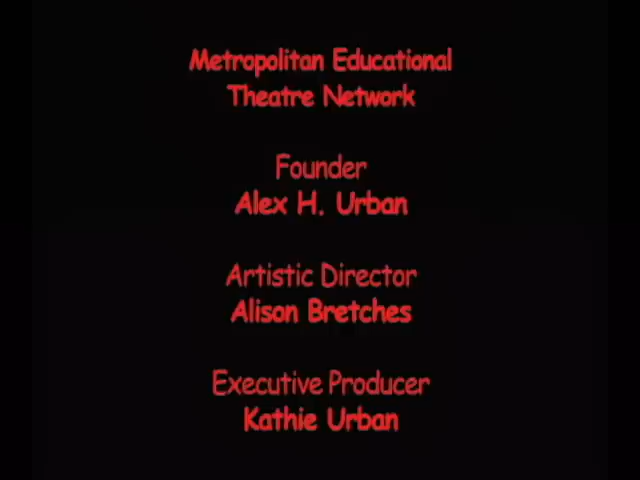 Metropolitan Educational
Theatre Network
Founder
Alex H. Urban
Artistic Director
Alison Bretches
Executive Producer
Kathie Urban